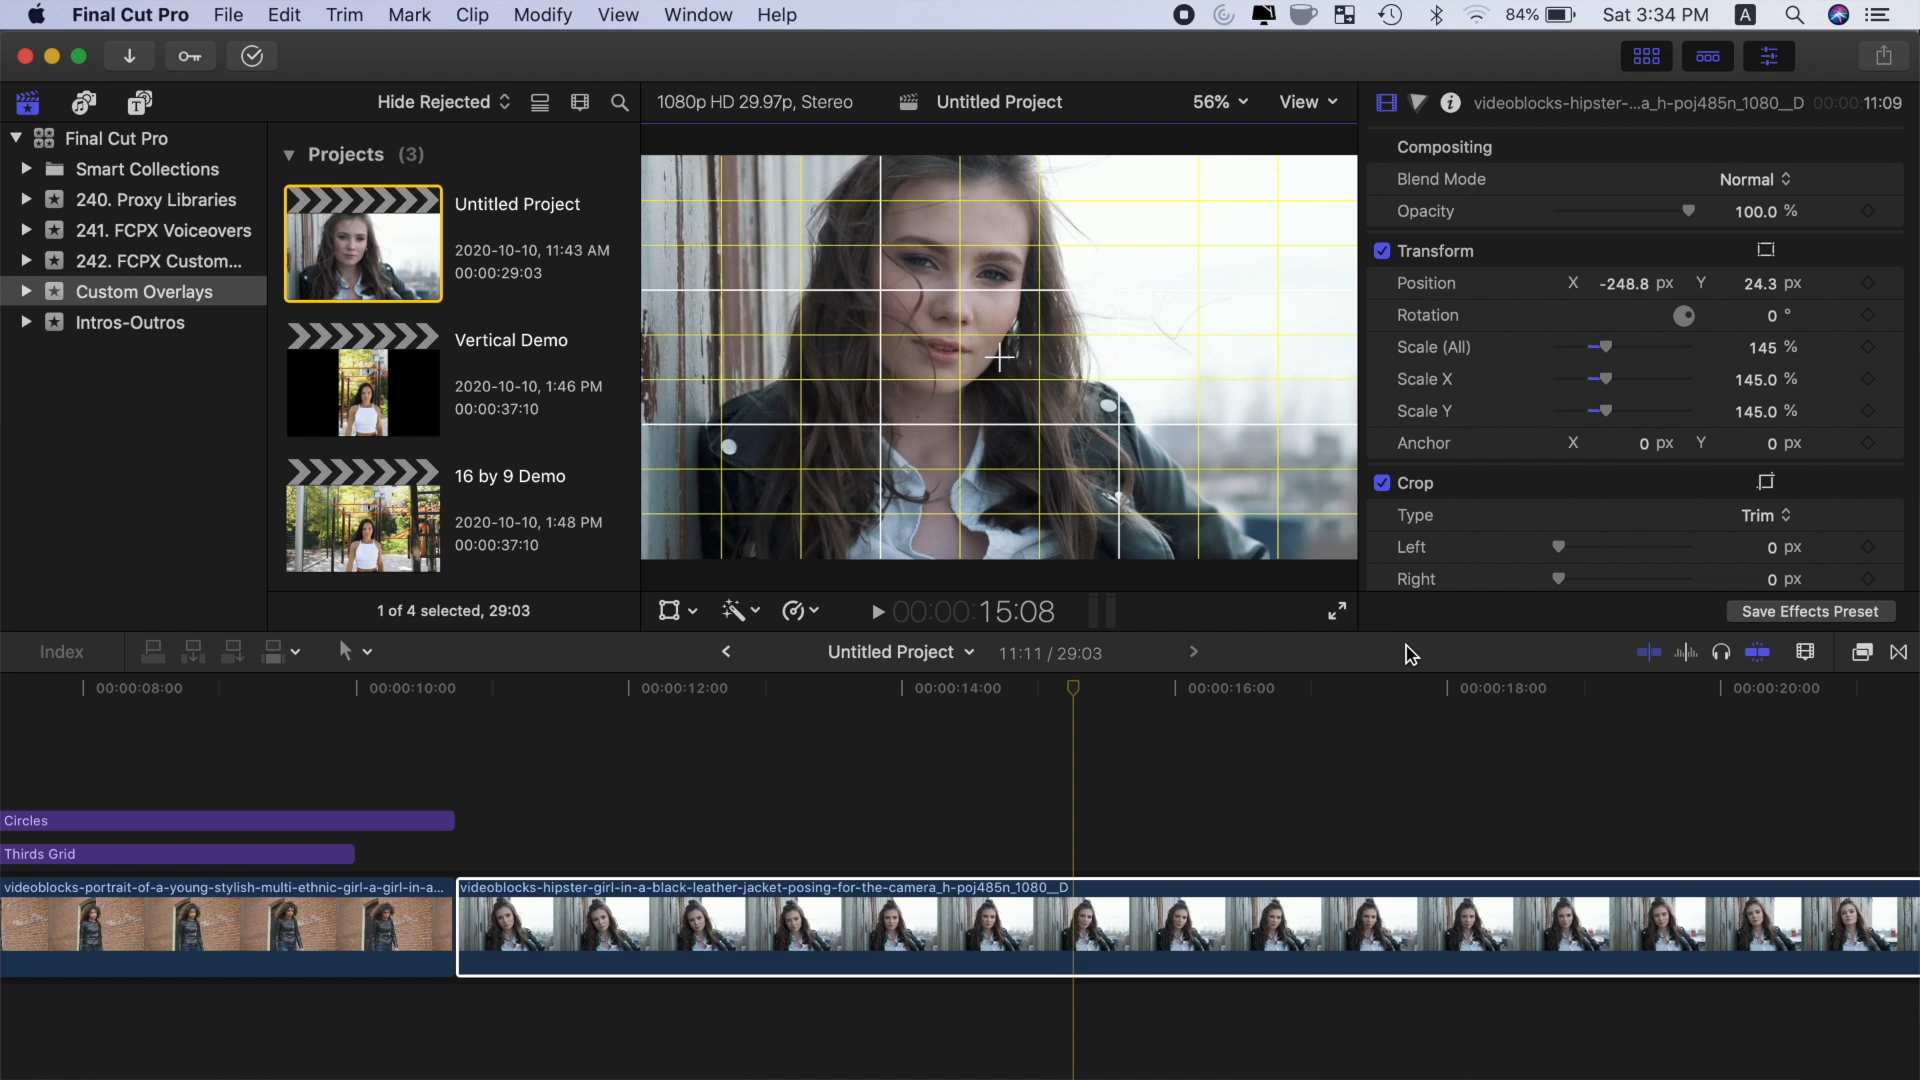 Final Cut Pro File Edit Trim Mark Clip Modify View Window Help 84% Sat 3:34 PM A
Hide Rejected
1080p HD 29.97p, Stereo Untitled Project 56% View
videoblocks-hipster-...a_h-poj485n_1080__D 00:00:11:09
Final Cut Pro
Smart Collections
240. Proxy Libraries
241. FCPX Voiceovers
242. FCPX Custom...
Custom Overlays
Intros-Outros
Projects (3)
Untitled Project
2020-10-10, 11:43 AM
00:00:29:03
Vertical Demo
2020-10-10, 1:46 PM
00:00:37:10
16 by 9 Demo
2020-10-10, 1:48 PM
00:00:37:10
1 of 4 selected, 29:03
00:00:15:08
Compositing
Blend Mode Normal
Opacity 100.0 %
Transform
Position X -248.8 px Y 24.3 px
Rotation 0 °
Scale (All) 145 %
Scale X 145.0 %
Scale Y 145.0 %
Anchor X 0 px Y 0 px
Crop
Type Trim
Left 0 px
Right 0 px
Save Effects Preset
Index Untitled Project 11:11 / 29:03
00:00:08:00 00:00:10:00 00:00:12:00 00:00:14:00 00:00:16:00 00:00:18:00 00:00:20:00
Circles
Thirds Grid
videoblocks-portrait-of-a-young-stylish-multi-ethnic-girl-a-girl-in-a...
videoblocks-hipster-girl-in-a-black-leather-jacket-posing-for-the-camera_h-poj485n_1080__D